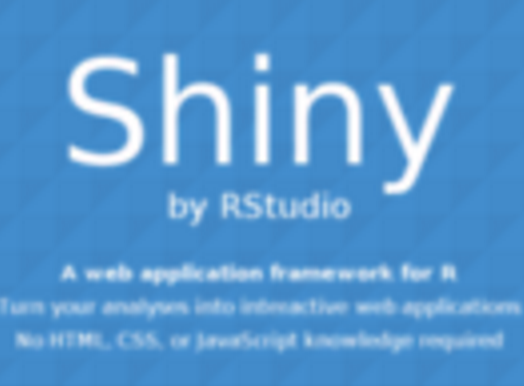 Shiny
by RStudio
A web application framework for R
Turn your analyses into interactive web applications
No HTML, CSS, or JavaScript knowledge required